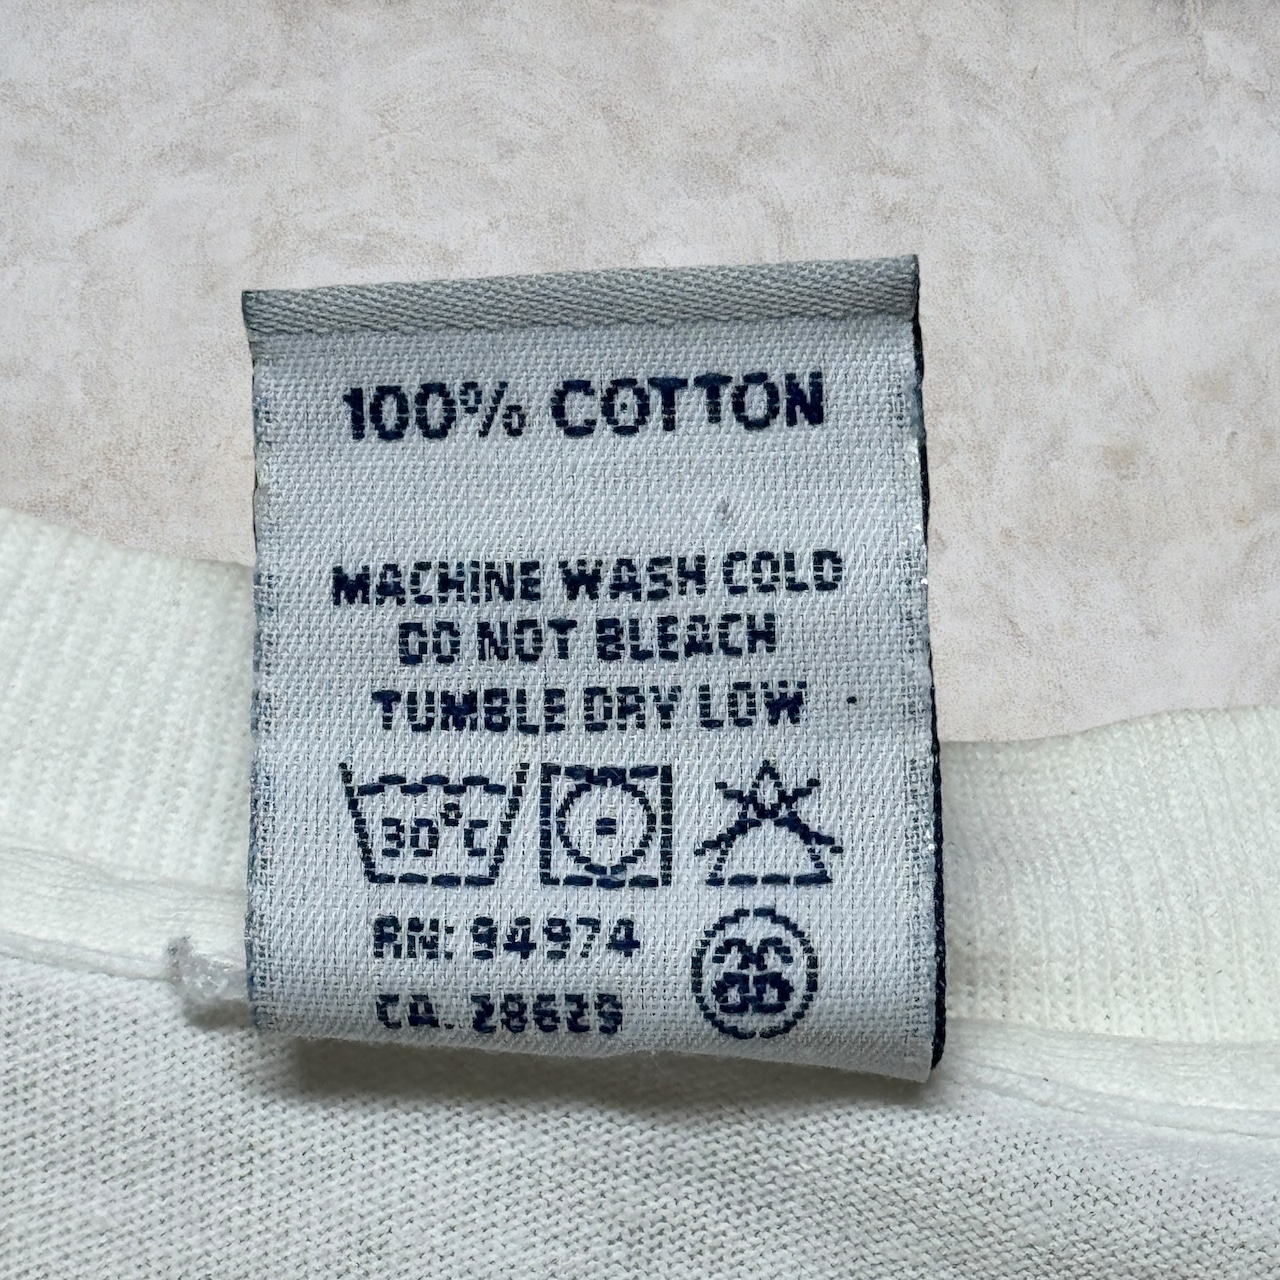 100% COTTON
MACHINE WASH COLD
DO NOT BLEACH
TUMBLE DRY LOW
30°C
RN: 94974
CA. 28629